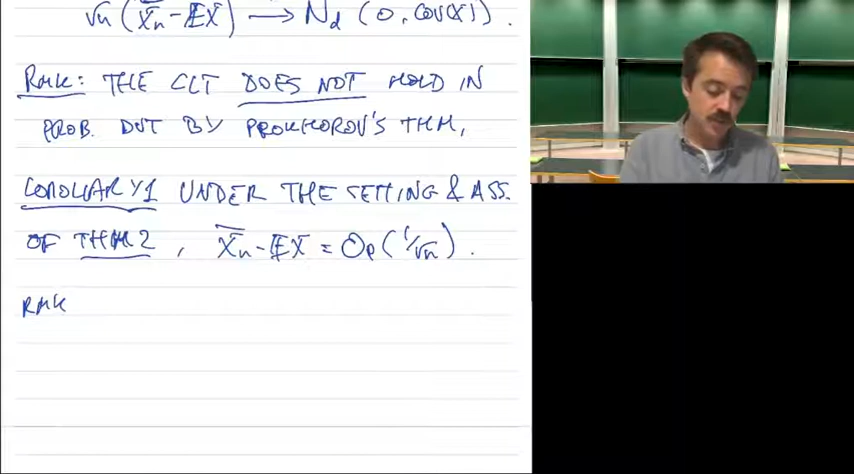 √n (X̄n - EX) → Nd (0, Cov(X)).
RMK: THE CLT DOES NOT HOLD IN
PROB. BUT BY PROKHOROV'S THM,
COROLLARY 1 UNDER THE SETTING & ASS.
OF THM 2, X̄n - EX = Op(1/√n).
RMK